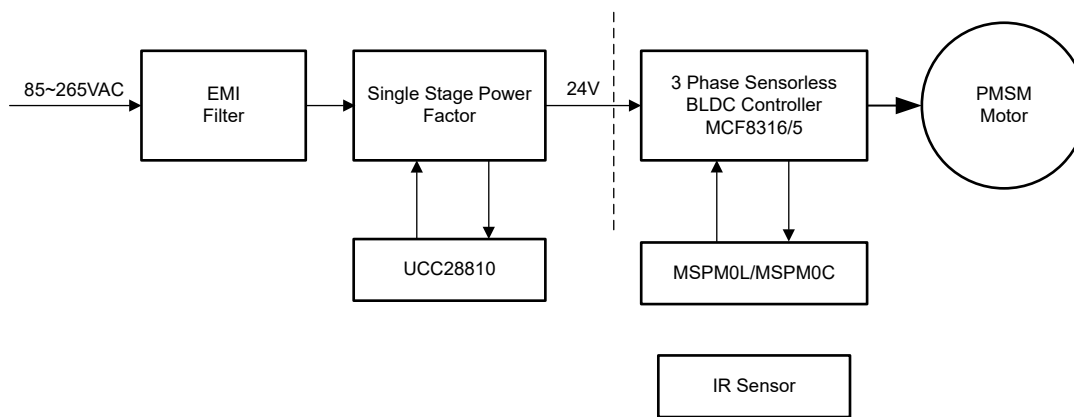 85~265VAC
EMI
Filter
Single Stage Power
Factor
24V
3 Phase Sensorless
BLDC Controller
MCF8316/5
PMSM
Motor
UCC28810
MSPM0L/MSPM0C
IR Sensor